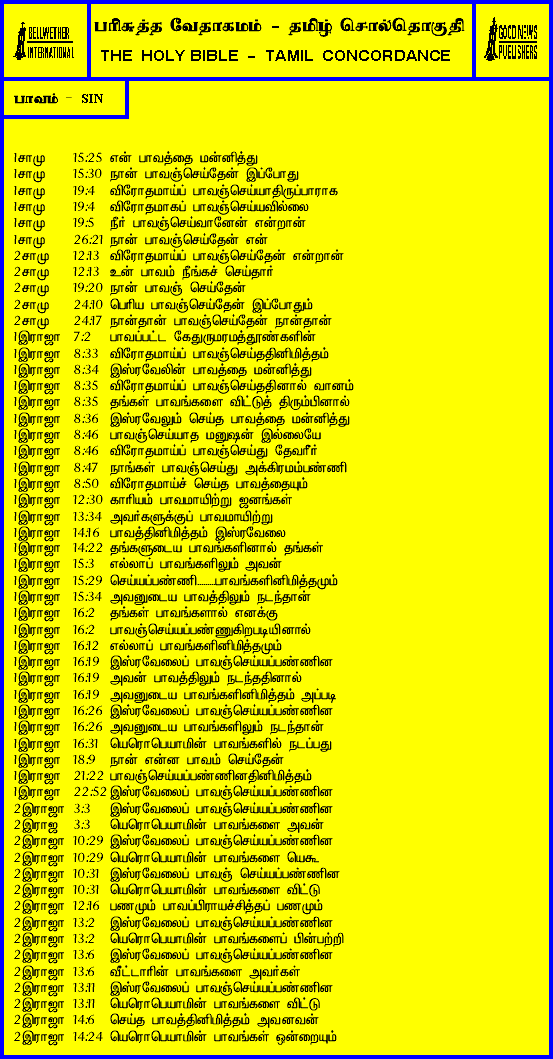 BELLWETHER
INTERNATIONAL
பரிசுத்த வேதாகமம் - தமிழ் சொல்தொகுதி
THE HOLY BIBLE - TAMIL CONCORDANCE
GOOD NEWS
PUBLISHERS
பாவம் - SIN
1சாமு 15:25 என் பாவத்தை மன்னித்து
1சாமு 15:30 நான் பாவஞ்செய்தேன் இப்போது
1சாமு 19:4 விரோதமாய்ப் பாவஞ்செய்யாதிருப்பாராக
1சாமு 19:4 விரோதமாகப் பாவஞ்செய்யவில்லை
1சாமு 19:5 நீர் பாவஞ்செய்வானேன் என்றான்
1சாமு 26:21 நான் பாவஞ்செய்தேன் என்
2சாமு 12:13 விரோதமாய்ப் பாவஞ்செய்தேன் என்றான்
2சாமு 12:13 உன் பாவம் நீங்கச் செய்தார்
2சாமு 19:20 நான் பாவஞ் செய்தேன்
2சாமு 24:10 பெரிய பாவஞ்செய்தேன் இப்போதும்
2சாமு 24:17 நான்தான் பாவஞ்செய்தேன் நான்தான்
1இராஜா 7:2 பாவப்பட்ட கேதுருமரமத்தூண்களின்
1இராஜா 8:33 விரோதமாய்ப் பாவஞ்செய்ததினிமித்தம்
1இராஜா 8:34 இஸ்ரவேலின் பாவத்தை மன்னித்து
1இராஜா 8:35 விரோதமாய்ப் பாவஞ்செய்ததினால் வானம்
1இராஜா 8:35 தங்கள் பாவங்களை விட்டுத் திரும்பினால்
1இராஜா 8:36 இஸ்ரவேலும் செய்த பாவத்தை மன்னித்து
1இராஜா 8:46 பாவஞ்செய்யாத மனுஷன் இல்லையே
1இராஜா 8:46 விரோதமாய்ப் பாவஞ்செய்து தேவரீர்
1இராஜா 8:47 நாங்கள் பாவஞ்செய்து அக்கிரமம்பண்ணி
1இராஜா 8:50 விரோதமாய்ச் செய்த பாவத்தையும்
1இராஜா 12:30 காரியம் பாவமாயிற்று ஜனங்கள்
1இராஜா 13:34 அவர்களுக்குப் பாவமாயிற்று
1இராஜா 14:16 பாவத்தினிமித்தம் இஸ்ரவேலை
1இராஜா 14:22 தங்களுடைய பாவங்களினால் தங்கள்
1இராஜா 15:3 எல்லாப் பாவங்களிலும் அவன்
1இராஜா 15:29 செய்யப்பண்ணி........பாவங்களினிமித்தமும்
1இராஜா 15:34 அவனுடைய பாவத்திலும் நடந்தான்
1இராஜா 16:2 தங்கள் பாவங்களால் எனக்கு
1இராஜா 16:2 பாவஞ்செய்யப்பண்ணுகிறபடியினால்
1இராஜா 16:12 எல்லாப் பாவங்களினிமித்தமும்
1இராஜா 16:19 இஸ்ரவேலைப் பாவஞ்செய்யப்பண்ணின
1இராஜா 16:19 அவன் பாவத்திலும் நடந்ததினால்
1இராஜா 16:19 அவனுடைய பாவங்களினிமித்தம் அப்படி
1இராஜா 16:26 இஸ்ரவேலைப் பாவஞ்செய்யப்பண்ணின
1இராஜா 16:26 அவனுடைய பாவங்களிலும் நடந்தான்
1இராஜா 16:31 யெரொபெயாமின் பாவங்களில் நடப்பது
1இராஜா 18:9 நான் என்ன பாவம் செய்தேன்
1இராஜா 21:22 பாவஞ்செய்யப்பண்ணினதினிமித்தம்
1இராஜா 22:52 இஸ்ரவேலைப் பாவஞ்செய்யப்பண்ணின
2இராஜா 3:3 இஸ்ரவேலைப் பாவஞ்செய்யப்பண்ணின
2இராஜ 3:3 யெரொபெயாமின் பாவங்களை அவன்
2இராஜா 10:29 இஸ்ரவேலைப் பாவஞ்செய்யப்பண்ணின
2இராஜா 10:29 யெரொபெயாமின் பாவங்களை யெகூ
2இராஜா 10:31 இஸ்ரவேலைப் பாவஞ் செய்யப்பண்ணின
2இராஜா 10:31 யெரொபெயாமின் பாவங்களை விட்டு
2இராஜா 12:16 பணமும் பாவப்பிராயச்சித்தப் பணமும்
2இராஜா 13:2 இஸ்ரவேலைப் பாவஞ்செய்யப்பண்ணின
2இராஜா 13:2 யெரொபெயாமின் பாவங்களைப் பின்பற்றி
2இராஜா 13:6 இஸ்ரவேலைப் பாவஞ்செய்யப்பண்ணின
2இராஜா 13:6 வீட்டாரின் பாவங்களை அவர்கள்
2இராஜா 13:11 இஸ்ரவேலைப் பாவஞ்செய்யப்பண்ணின
2இராஜா 13:11 யெரொபெயாமின் பாவங்களை விட்டு
2இராஜா 14:6 செய்த பாவத்தினிமித்தம் அவனவன்
2இராஜா 14:24 யெரொபெயாமின் பாவங்கள் ஒன்றையும்